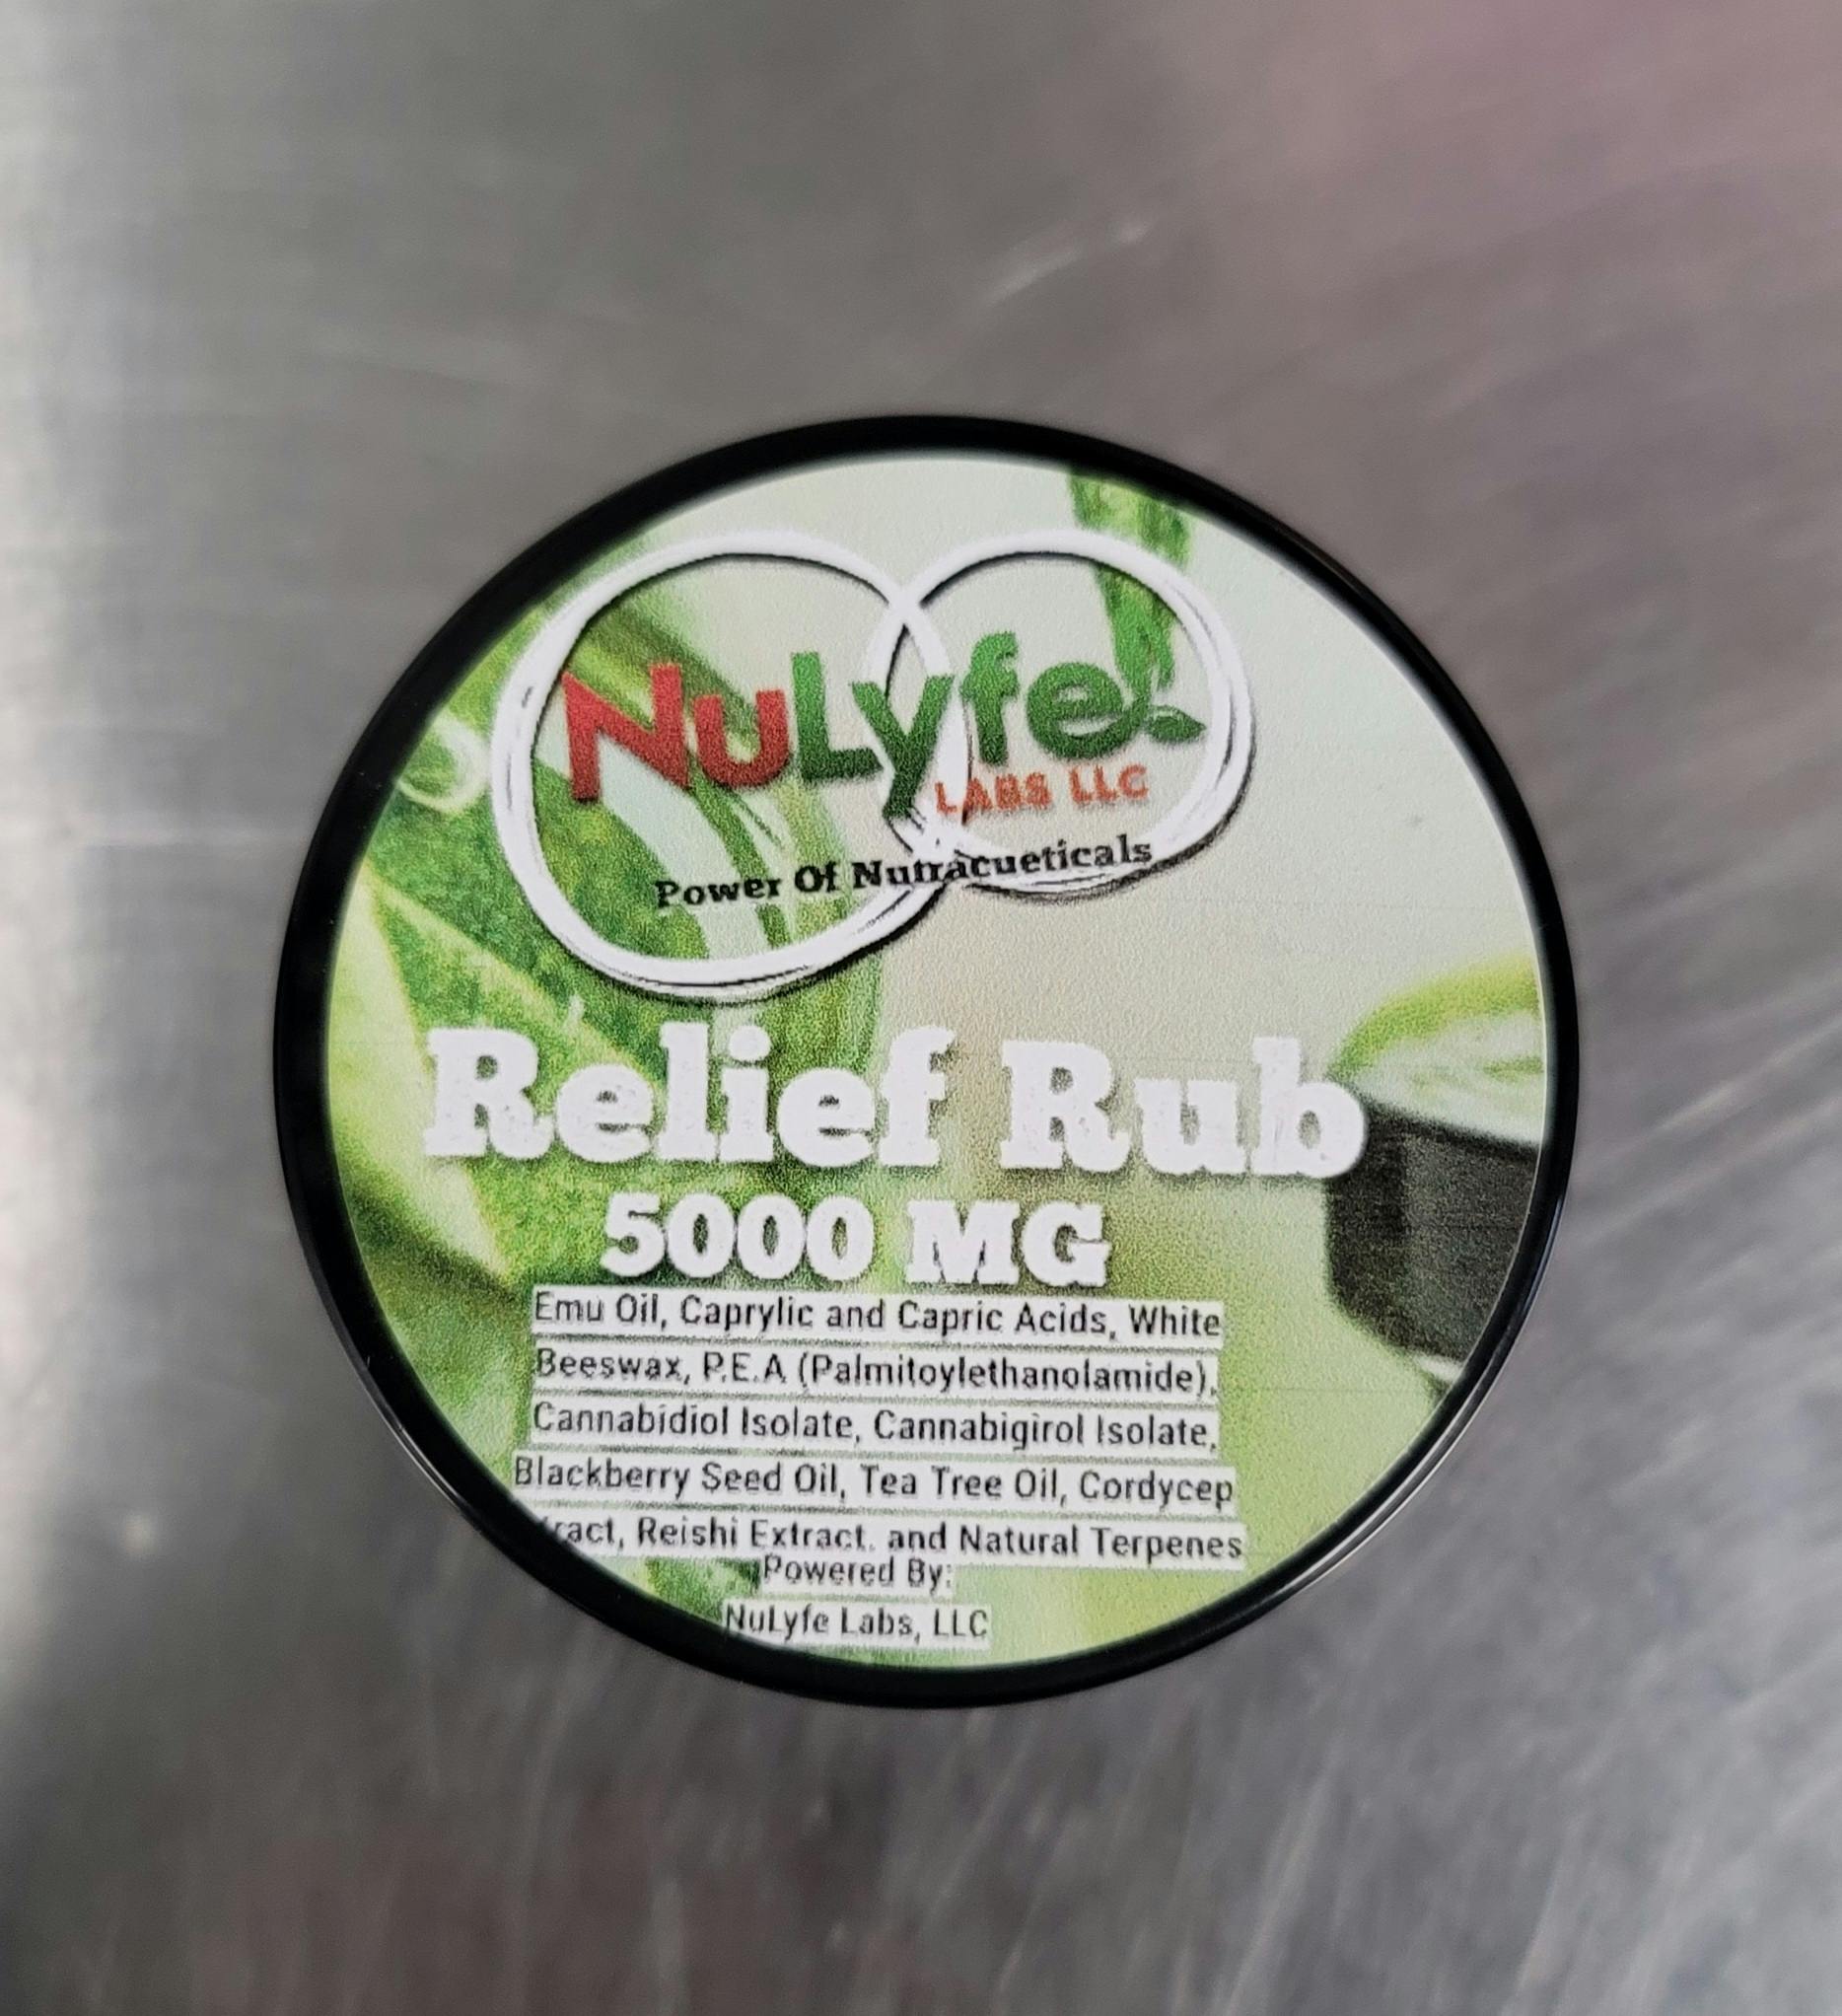 NuLyfe
LABS LLC
Power Of Nutracueticals
Relief Rub
5000 MG
Emu Oil, Caprylic and Capric Acids, White
Beeswax, P.E.A (Palmitoylethanolamide),
Cannabidiol Isolate, Cannabigirol Isolate,
Blackberry Seed Oil, Tea Tree Oil, Cordycep
ract, Reishi Extract, and Natural Terpenes
Powered By:
NuLyfe Labs, LLC